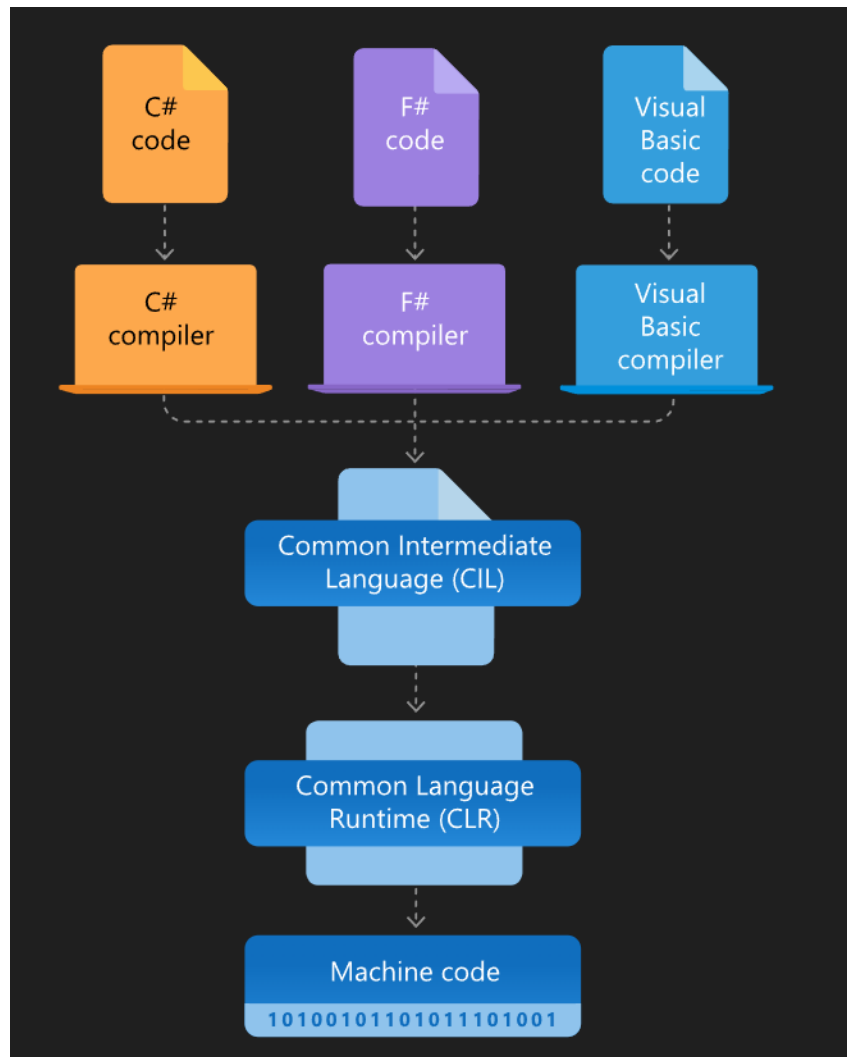 C#
code
F#
code
Visual
Basic
code
C#
compiler
F#
compiler
Visual
Basic
compiler
Common Intermediate
Language (CIL)
Common Language
Runtime (CLR)
Machine code
10100101101011101001